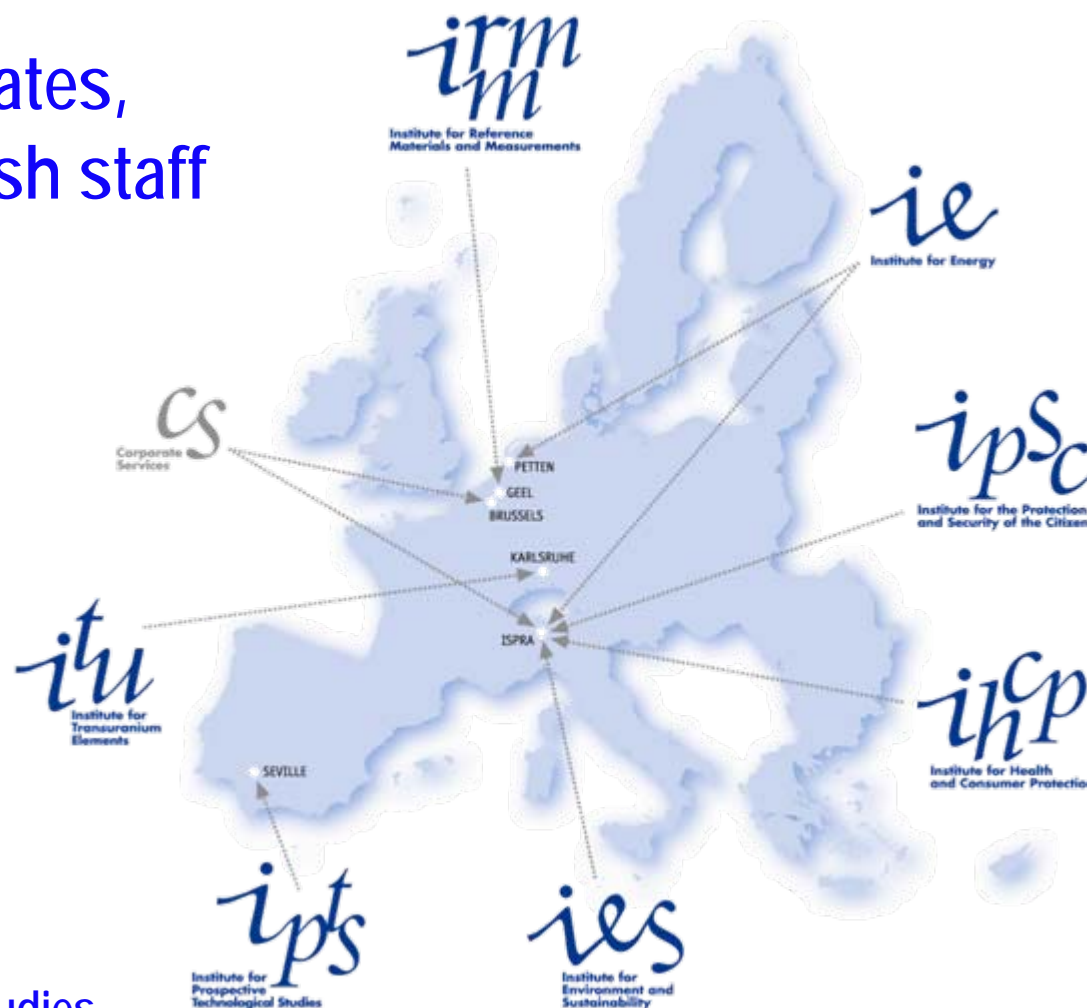 ates,
sh staff
irmm
Institute for Reference
Materials and Measurements
ie
Institute for Energy
cs
Corporate
Services
ipsc
Institute for the Protection
and Security of the Citizen
PETTEN
GEEL
BRUSSELS
KARLSRUHE
ISPRA
itu
Institute for
Transuranium
Elements
ihcp
Institute for Health
and Consumer Protectio
SEVILLE
ipts
Institute for
Prospective
Technological Studies
ies
Institute for
Environment and
Sustainability
udies